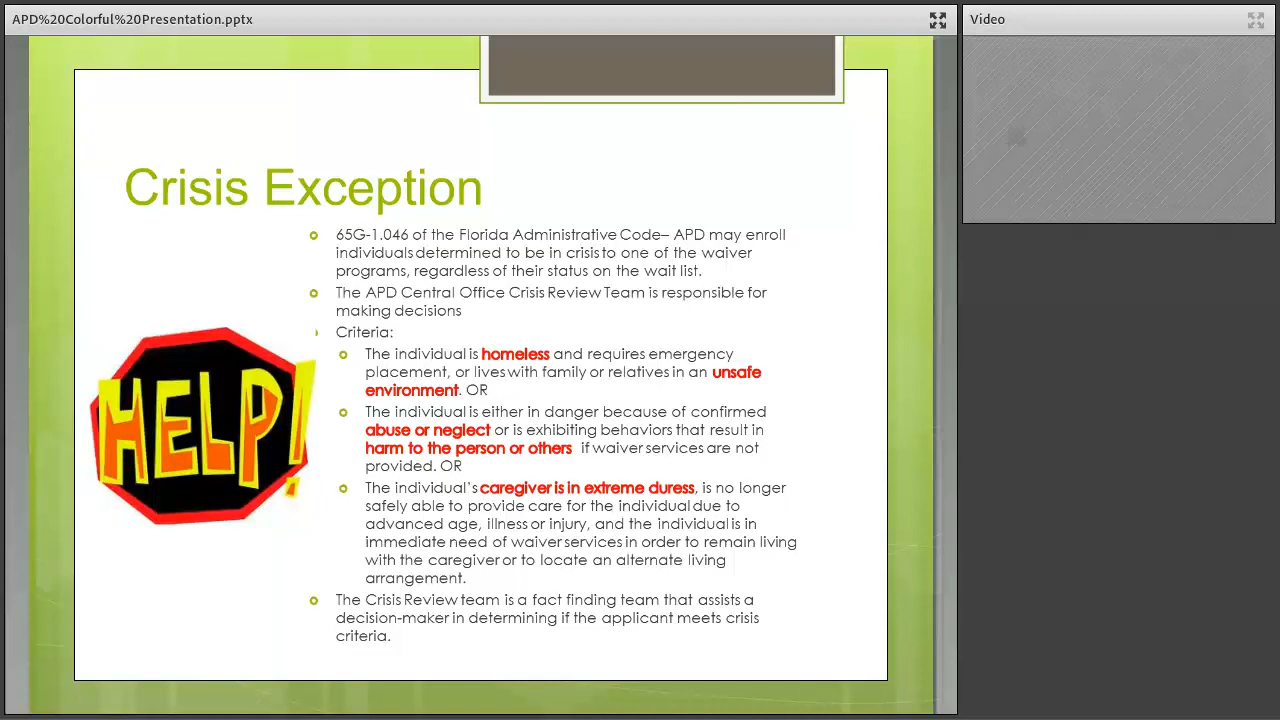 APD%20Colorful%20Presentation.pptx
Video
Crisis Exception
65G-1.046 of the Florida Administrative Code– APD may enroll
individuals determined to be in crisis to one of the waiver
programs, regardless of their status on the wait list.
The APD Central Office Crisis Review Team is responsible for
making decisions
Criteria:
The individual is homeless and requires emergency
placement, or lives with family or relatives in an unsafe
environment. OR
The individual is either in danger because of confirmed
abuse or neglect or is exhibiting behaviors that result in
harm to the person or others if waiver services are not
provided. OR
The individual's caregiver is in extreme duress, is no longer
safely able to provide care for the individual due to
advanced age, illness or injury, and the individual is in
immediate need of waiver services in order to remain living
with the caregiver or to locate an alternate living
arrangement.
The Crisis Review team is a fact finding team that assists a
decision-maker in determining if the applicant meets crisis
criteria.
HELP!